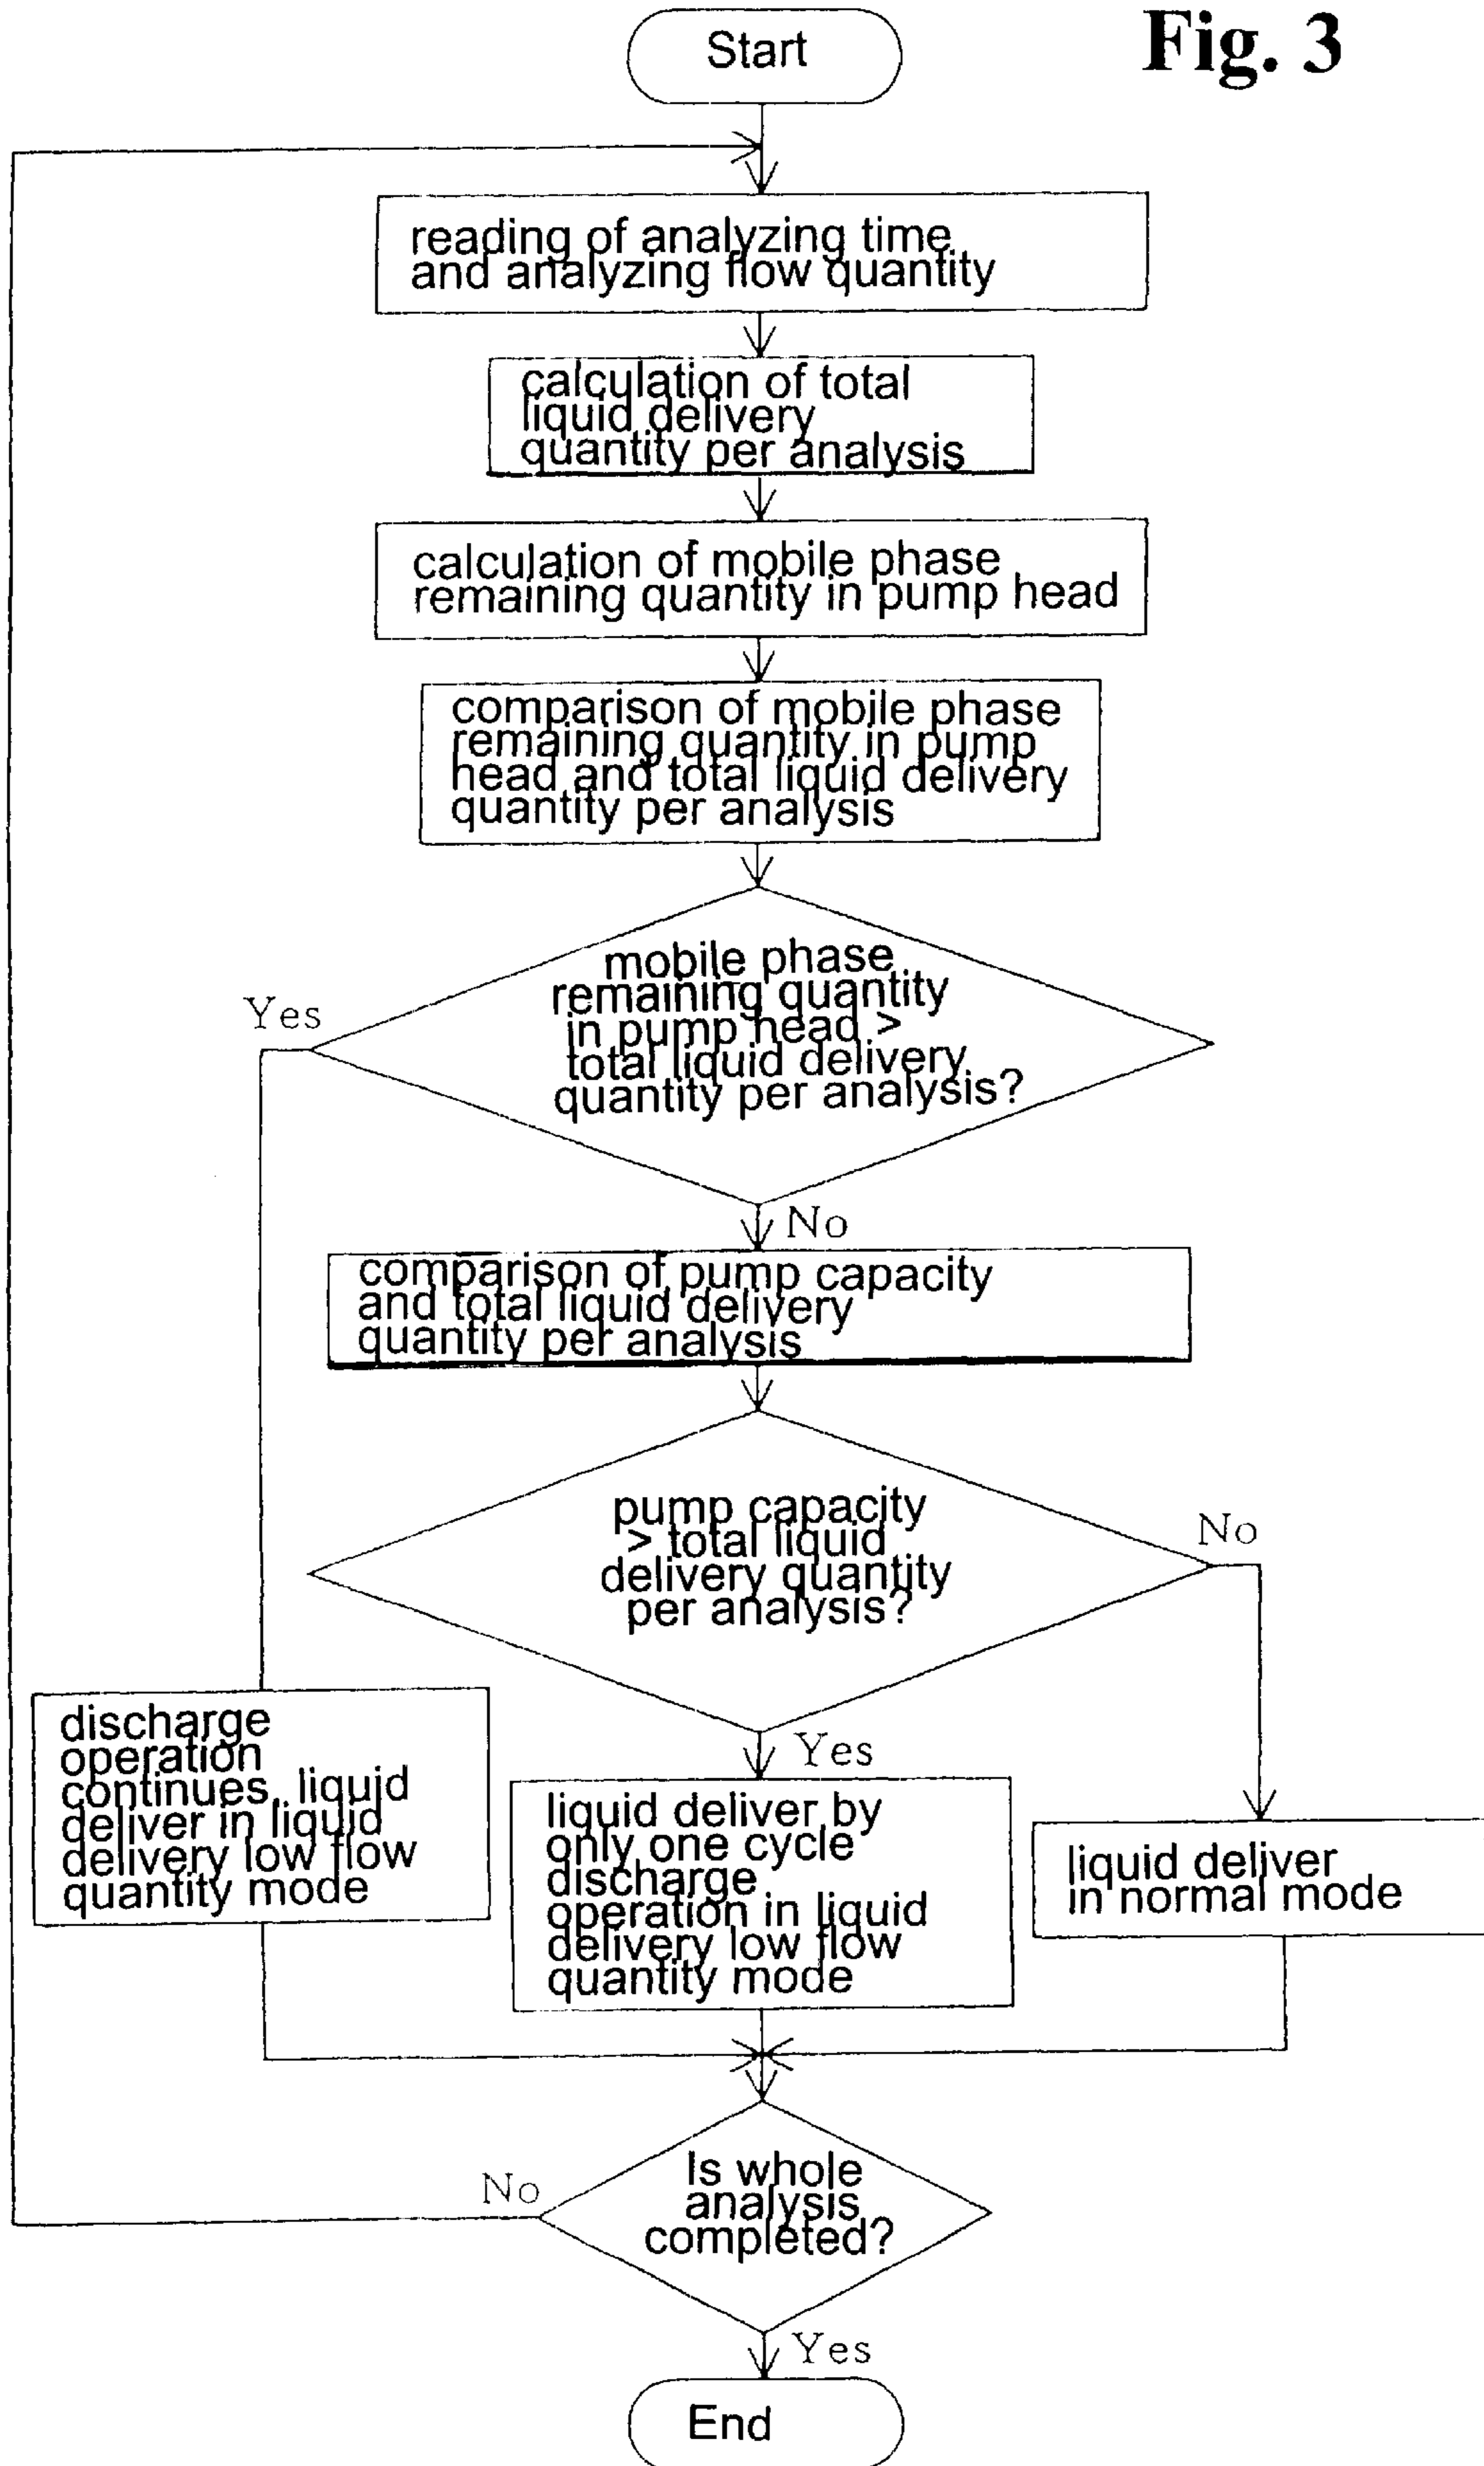 Fig. 3
Start
reading of analyzing time
and analyzing flow quantity
calculation of total
liquid delivery
quantity per analysis
calculation of mobile phase
remaining quantity in pump head
comparison of mobile phase
remaining quantity in pump
head and total liquid delivery
quantity per analysis
mobile phase
remaining quantity
in pump head >
total liquid delivery
quantity per analysis?
Yes
No
comparison of pump capacity
and total liquid delivery
quantity per analysis
pump capacity
> total liquid
delivery quantity
per analysis?
No
Yes
discharge
operation
continues, liquid
deliver in liquid
delivery low flow
quantity mode
liquid deliver by
only one cycle
discharge
operation in liquid
delivery low flow
quantity mode
liquid deliver
in normal mode
Is whole
analysis
completed?
No
Yes
End